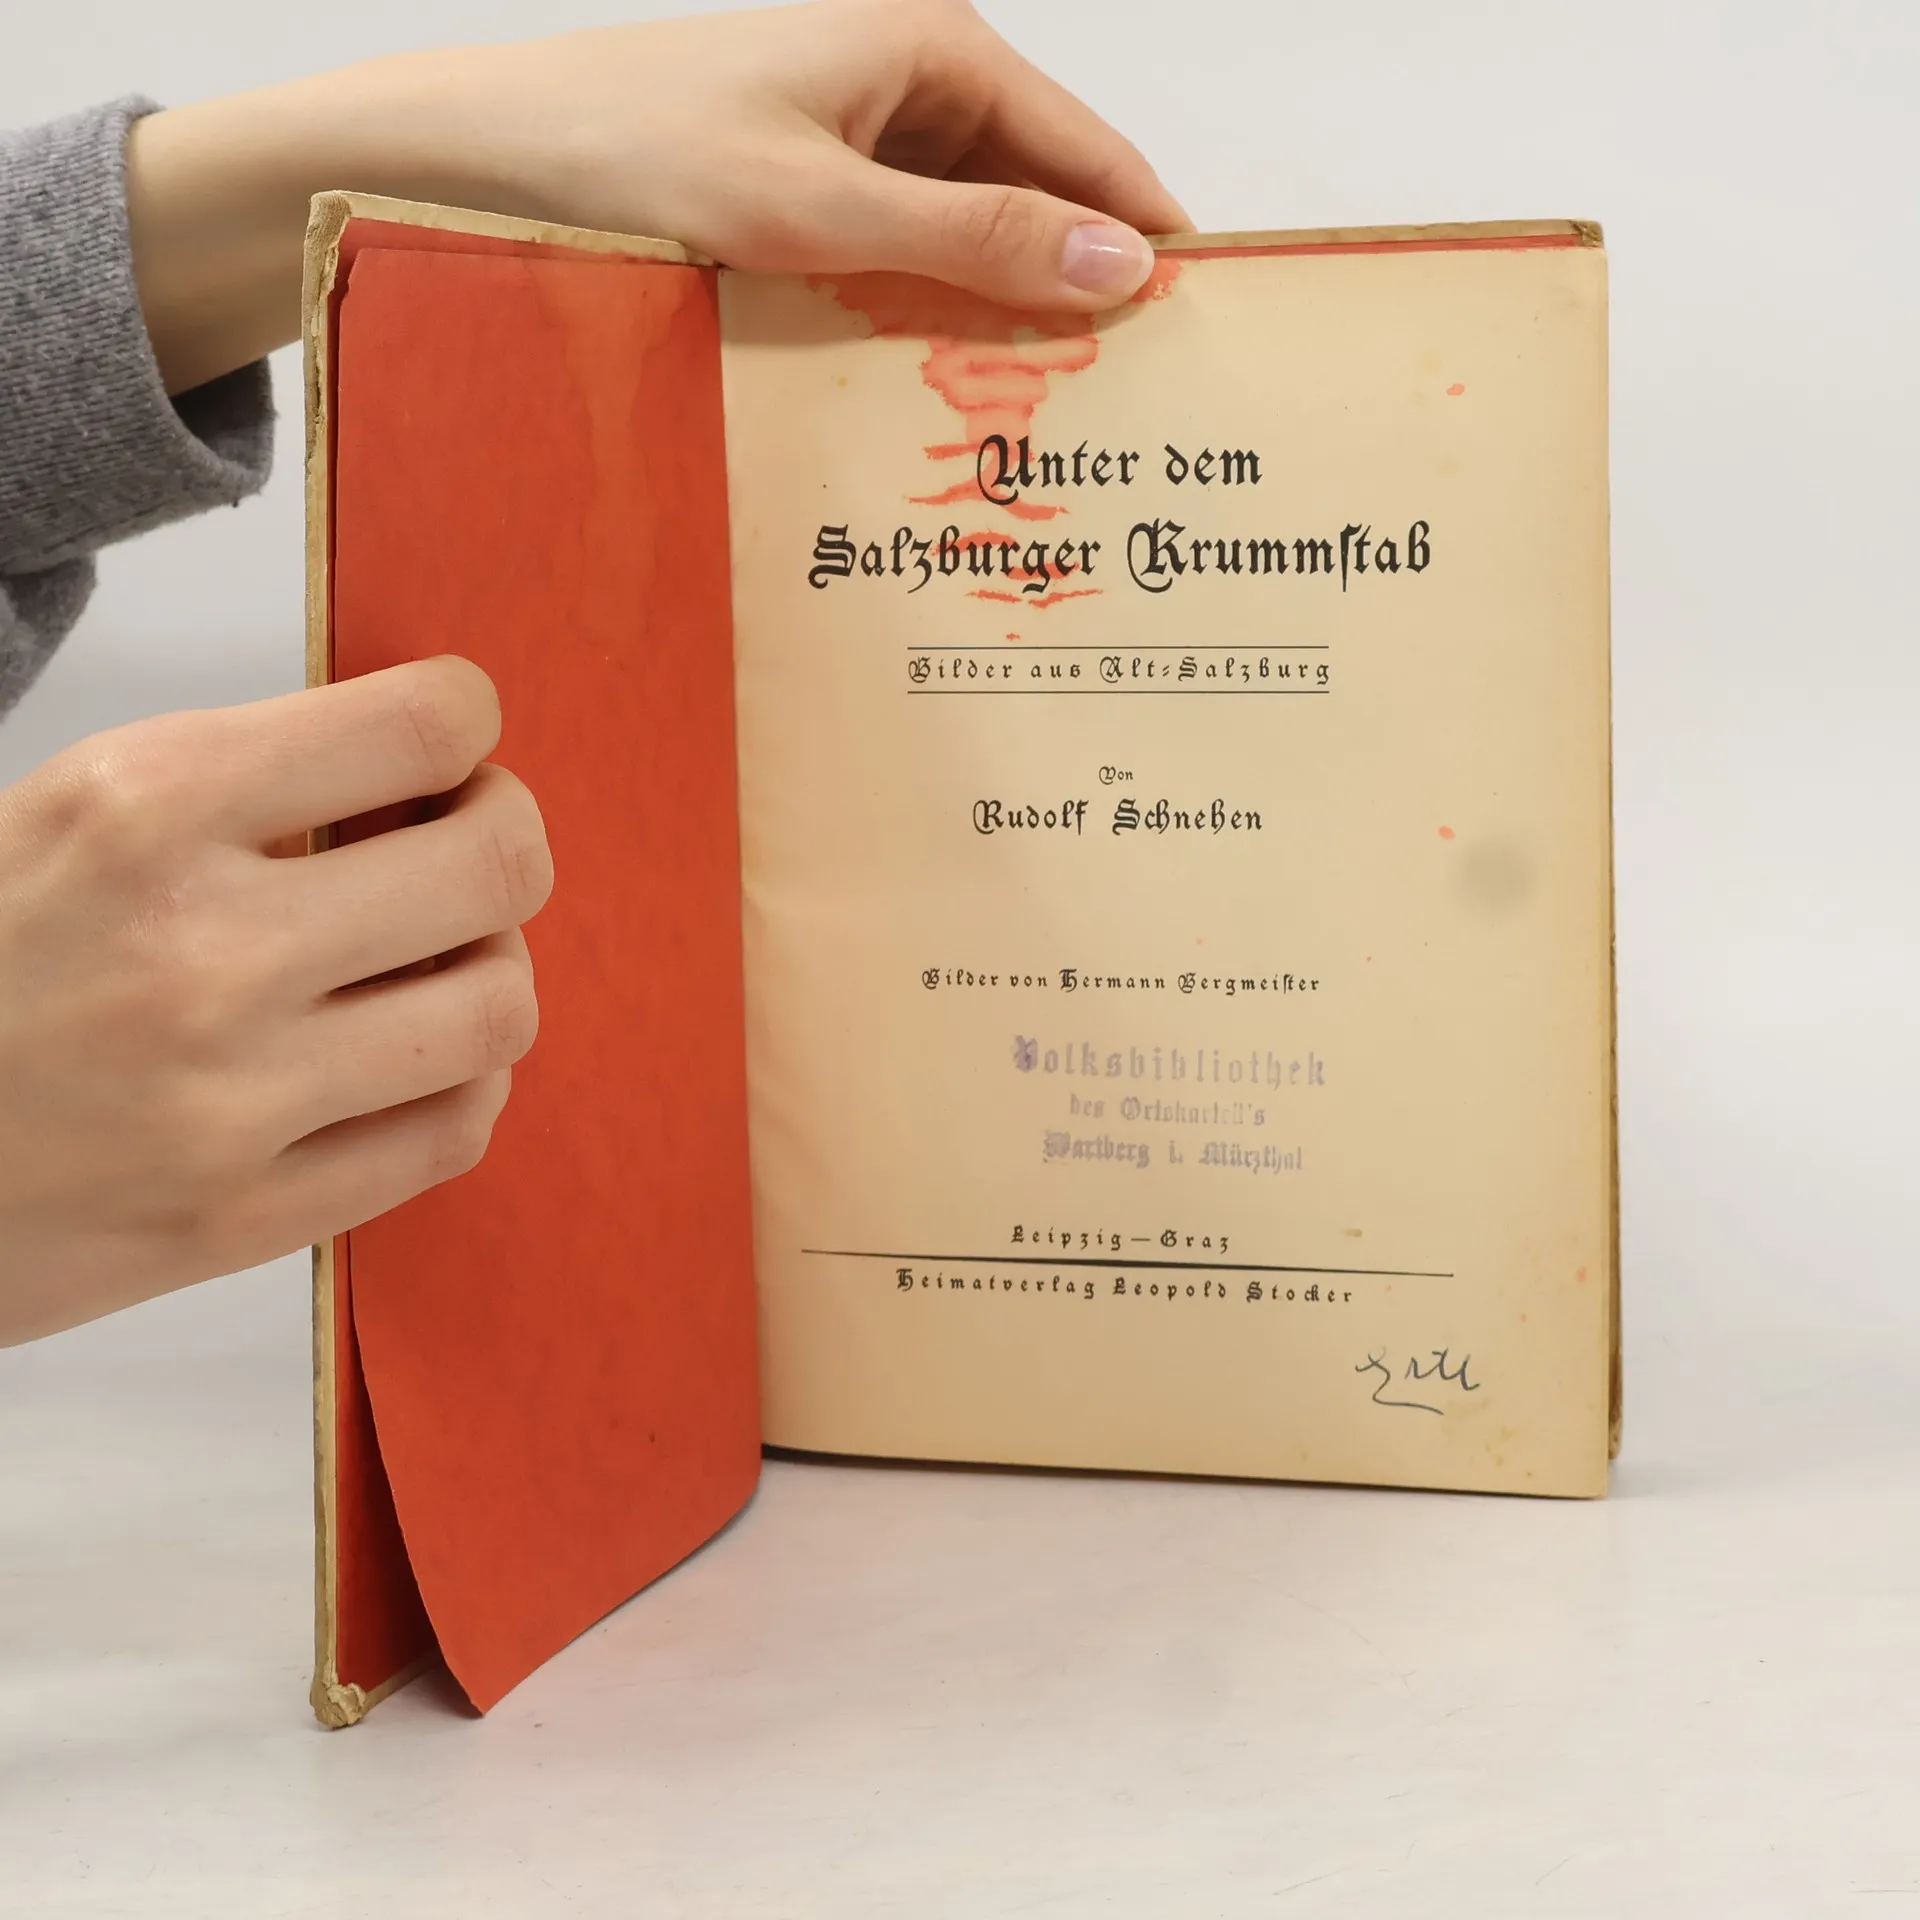 Unter dem
Salzburger Krummſtab
Bilder aus Alt-Salzburg
Von
Rudolf Schnehen
Bilder von Hermann Bergmeiſter
Volksbibliothek
des Ortskartell's
Wartberg i. Mürzthal
Leipzig — Graz
Heimatverlag Leopold Stocker